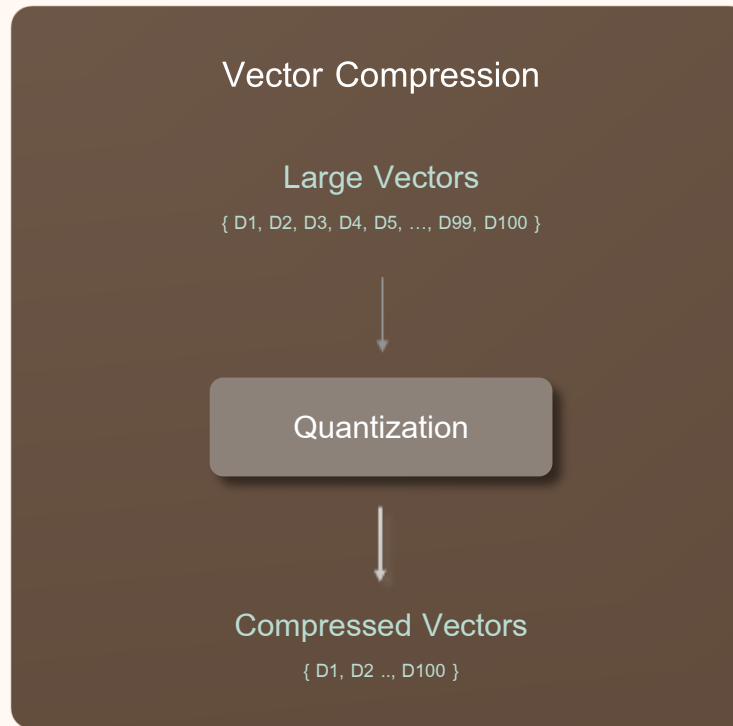 Vector Compression
Large Vectors
{ D1, D2, D3, D4, D5, ..., D99, D100 }
Quantization
Compressed Vectors
{ D1, D2 .., D100 }